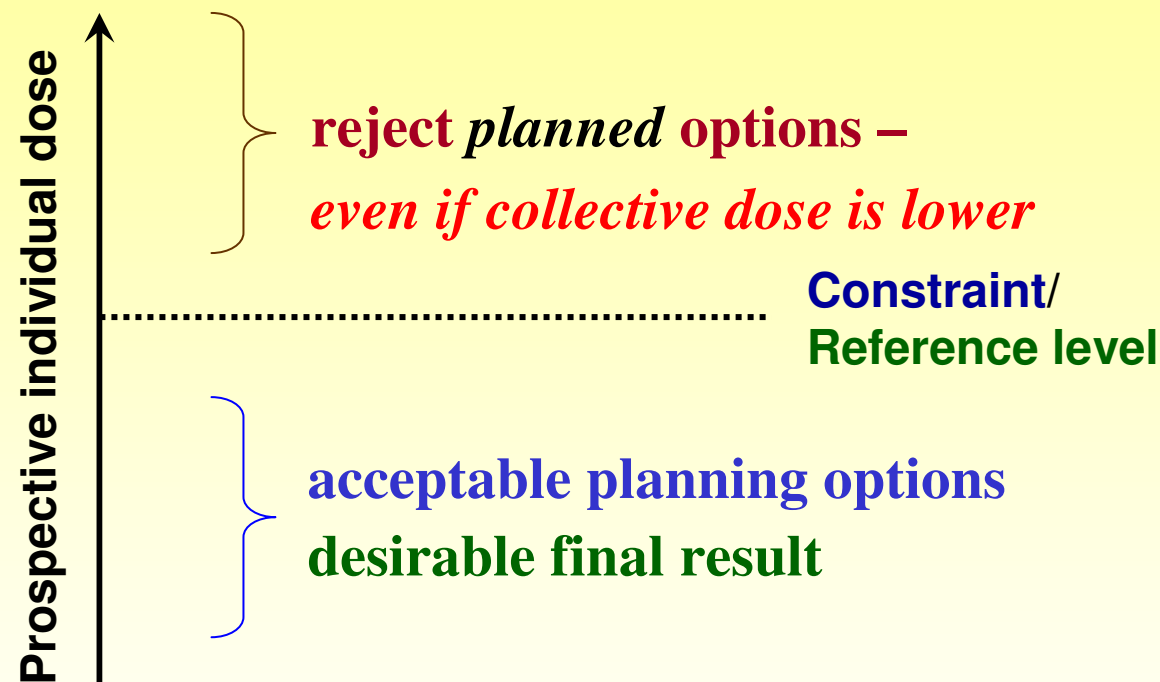 Prospective individual dose
reject planned options –
even if collective dose is lower
Constraint/
Reference level
acceptable planning options
desirable final result